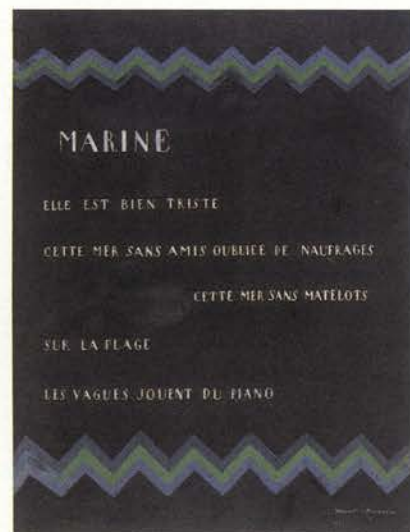 MARINE
ELLE EST BIEN TRISTE
CETTE MER SANS AMIS OUBLIÉE DE NAUFRAGES
CETTE MER SANS MATELOTS
SUR LA PLAGE
LES VAGUES JOUENT DU PIANO